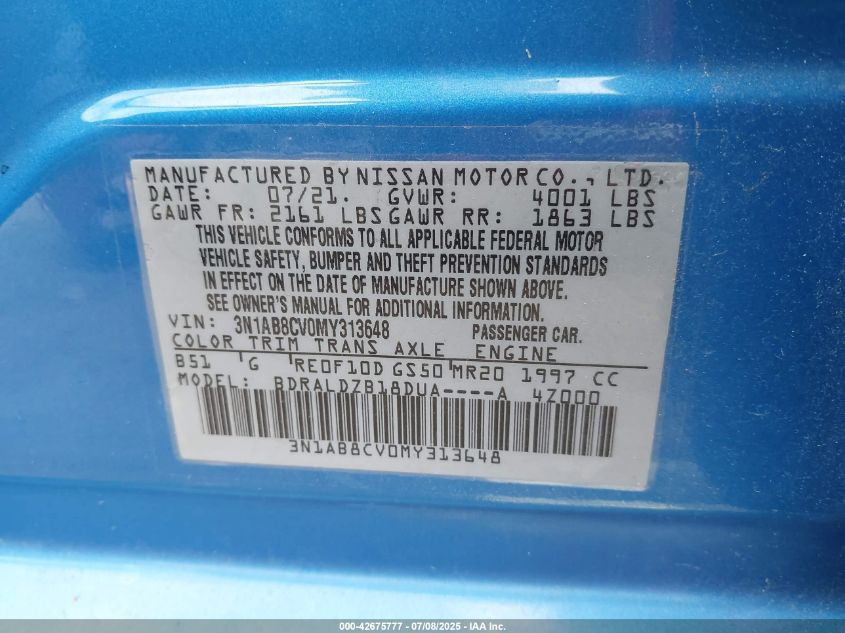 MANUFACTURED BY NISSAN MOTOR CO., LTD.
DATE: 07/21. GVWR: 4001 LBS
GAWR FR: 2161 LBS GAWR RR: 1863 LBS
THIS VEHICLE CONFORMS TO ALL APPLICABLE FEDERAL MOTOR
VEHICLE SAFETY, BUMPER AND THEFT PREVENTION STANDARDS
IN EFFECT ON THE DATE OF MANUFACTURE SHOWN ABOVE.
SEE OWNER'S MANUAL FOR ADDITIONAL INFORMATION.
VIN: 3N1AB8CV0MY313648 PASSENGER CAR.
COLOR TRIM TRANS AXLE ENGINE
B51 G RE0F10D GS50 MR20 1997 CC
MODEL: BDRALDZB18DUA----A 4Z000
3N1AB8CV0MY313648
000-42675777 - 07/08/2025 - IAA Inc.